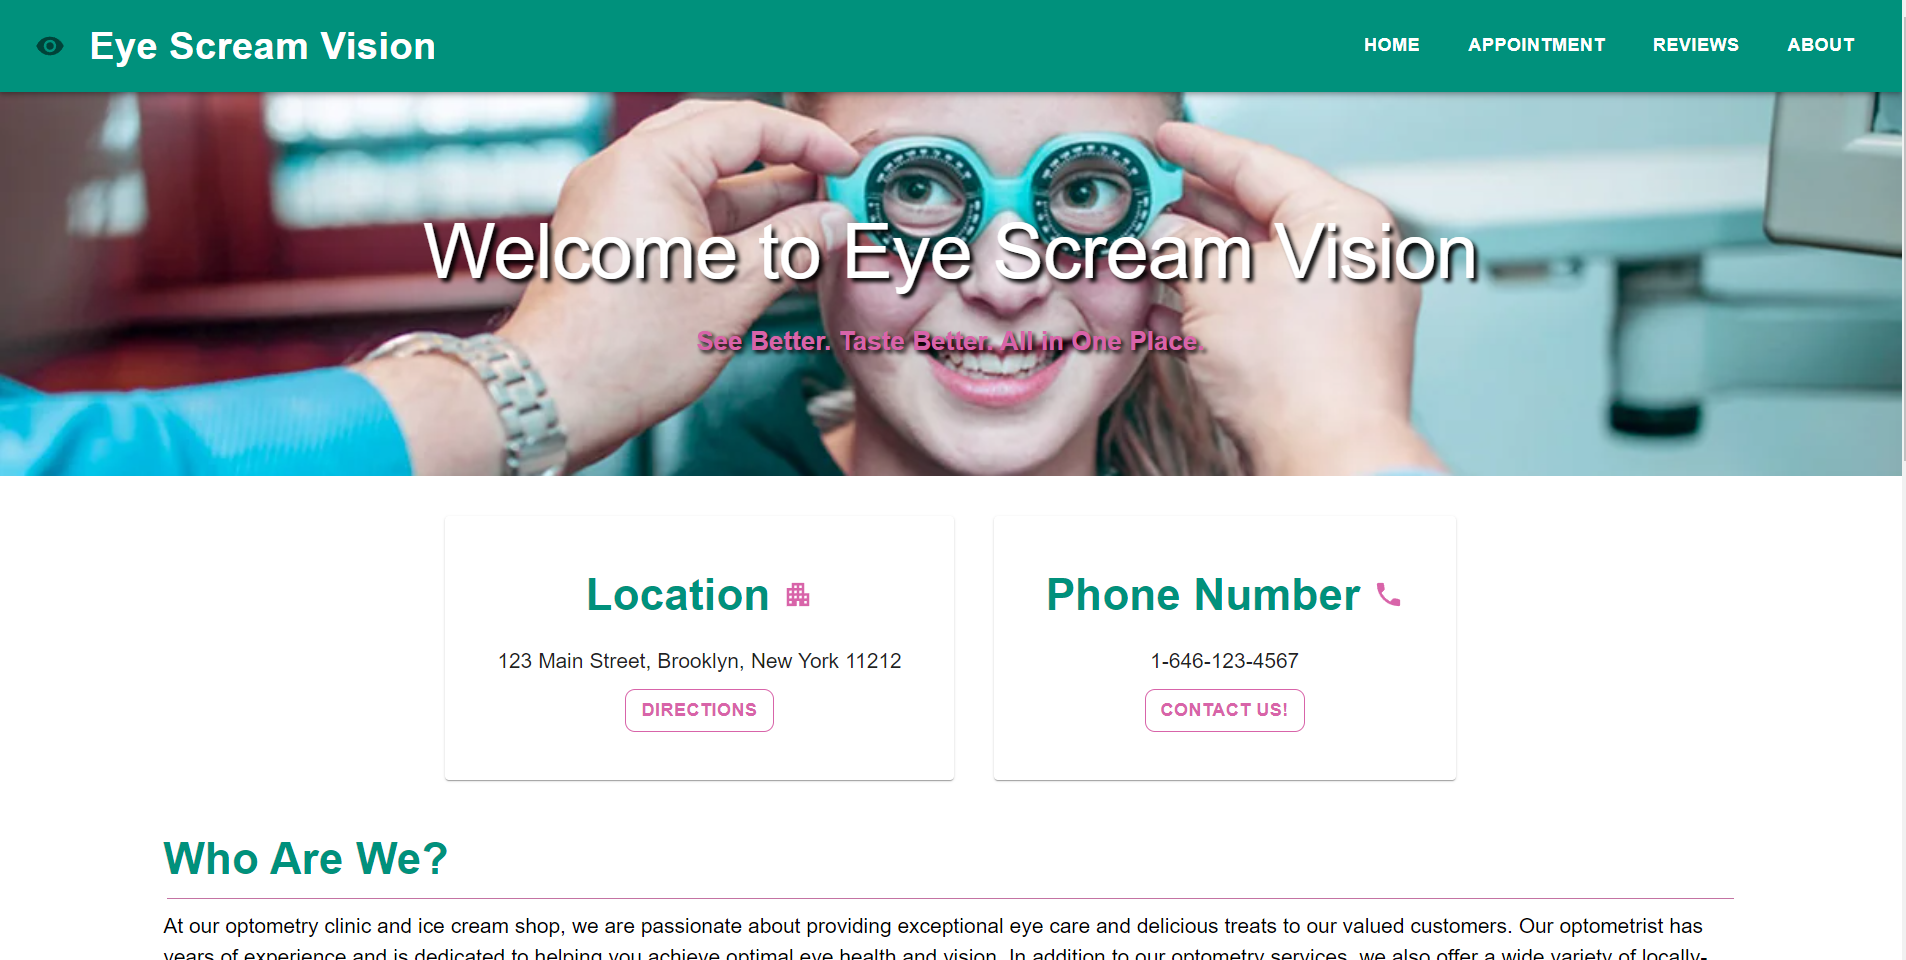 Eye Scream Vision
HOME
APPOINTMENT
REVIEWS
ABOUT
Welcome to Eye Scream Vision
See Better. Taste Better. All in One Place.
Location
123 Main Street, Brooklyn, New York 11212
DIRECTIONS
Phone Number
1-646-123-4567
CONTACT US!
Who Are We?
At our optometry clinic and ice cream shop, we are passionate about providing exceptional eye care and delicious treats to our valued customers. Our optometrist has
years of experience and is dedicated to helping you achieve optimal eye health and vision. In addition to our optometry services, we also offer a wide variety of locally-